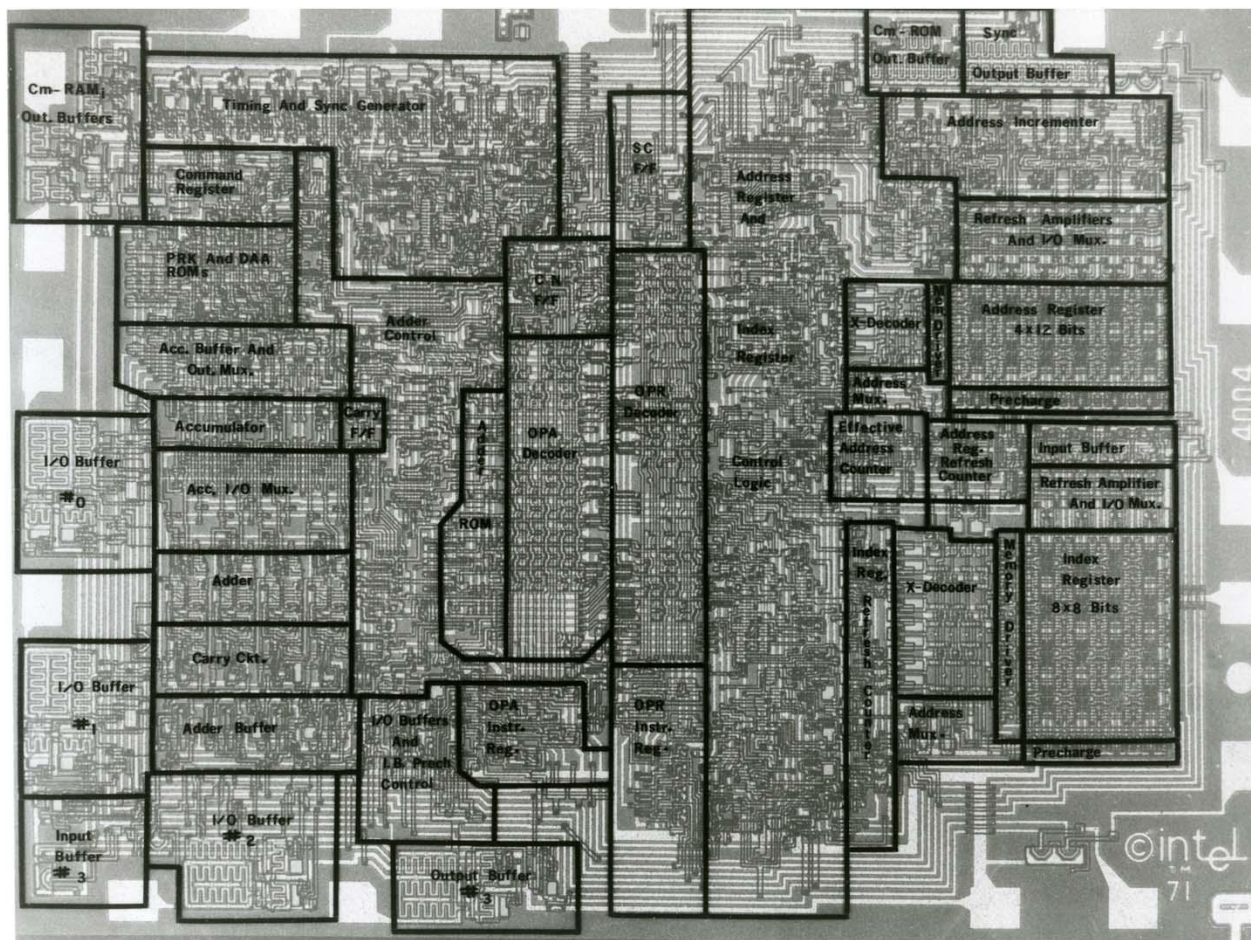 Cm-RAMi
Out. Buffers
Timing And Sync Generator
Command
Register
PRK And DAA
ROMs
Acc. Buffer And
Out. Mux.
Accumulator
Carry
F/F
I/O Buffer
#0
Acc. I/O Mux.
Adder
Carry Ckt.
I/O Buffer
#1
Adder Buffer
Input
Buffer
#3
I/O Buffer
#2
I/O Buffers
And
I.B. Prech
Control
Output Buffer
#3
Adder
Control
Adder
ROM
C N
F/F
OPA
Decoder
OPA
Instr.
Reg.
SC
F/F
OPR
Decoder
OPR
Instr.
Reg.
Address
Register
And
Index
Register
Control
Logic
Cm-ROM
Out. Buffer
Sync
Output Buffer
Address Incrementer
Refresh Amplifiers
And I/O Mux.
X-Decoder
Mem Driver
Address Register
4×12 Bits
Address
Mux.
Precharge
Effective
Address
Counter
Address
Reg.
Refresh
Counter
Input Buffer
Refresh Amplifier
And I/O Mux.
Index
Reg.
Refresh Counter
X-Decoder
Memory Driver
Index
Register
8×8 Bits
Address
Mux.
Precharge
4004
©intel
TM
71